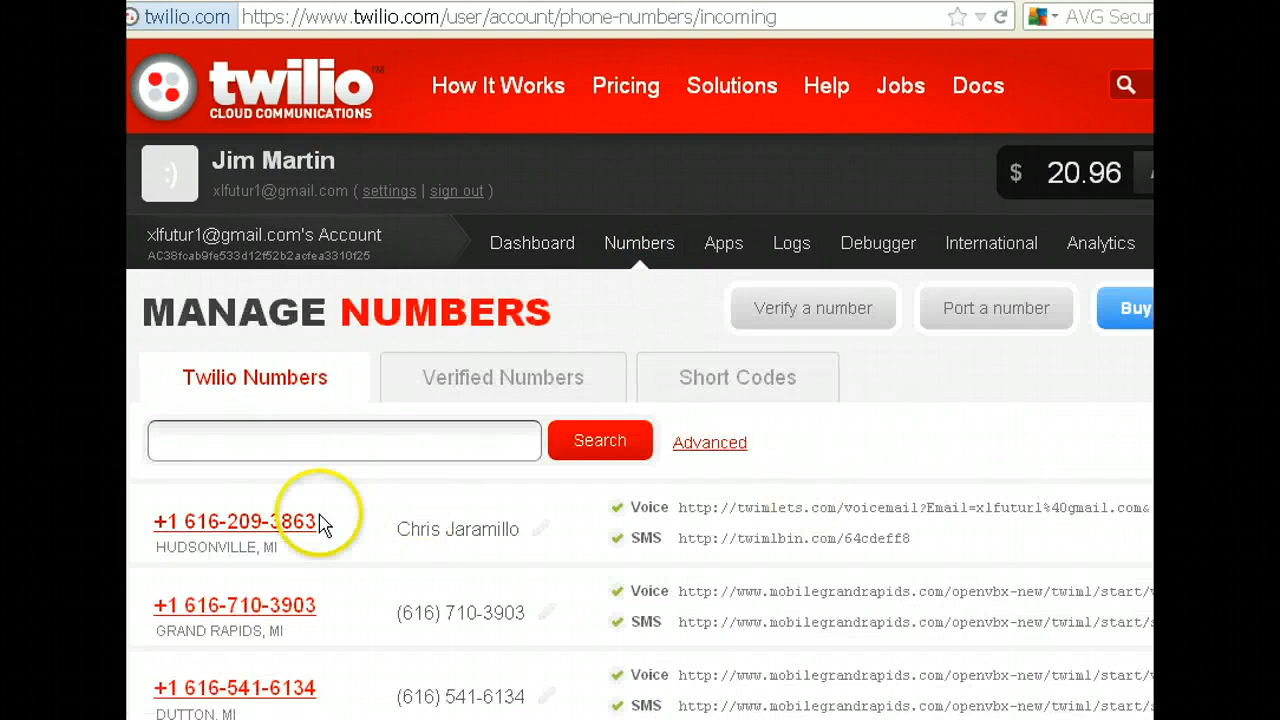 twilio.com https://www.twilio.com/user/account/phone-numbers/incoming AVG Secur
twilio™ How It Works Pricing Solutions Help Jobs Docs
CLOUD COMMUNICATIONS
:) Jim Martin $ 20.96
xlfutur1@gmail.com ( settings | sign out )
xlfutur1@gmail.com's Account Dashboard Numbers Apps Logs Debugger International Analytics
AC38fcab9fe533d12f52b2acfea3310f25
MANAGE NUMBERS Verify a number Port a number Buy
Twilio Numbers Verified Numbers Short Codes
Search Advanced
+1 616-209-3863 Chris Jaramillo Voice http://twimlets.com/voicemail?Email=xlfutur1%40gmail.com&
HUDSONVILLE, MI SMS http://twimlbin.com/64cdeff8
+1 616-710-3903 (616) 710-3903 Voice http://www.mobilegrandrapids.com/openvbx-new/twiml/start/v
GRAND RAPIDS, MI SMS http://www.mobilegrandrapids.com/openvbx-new/twiml/start/s
+1 616-541-6134 (616) 541-6134 Voice http://www.mobilegrandrapids.com/openvbx-new/twiml/start/v
DUTTON, MI SMS http://www.mobilegrandrapids.com/openvbx-new/twiml/start/s